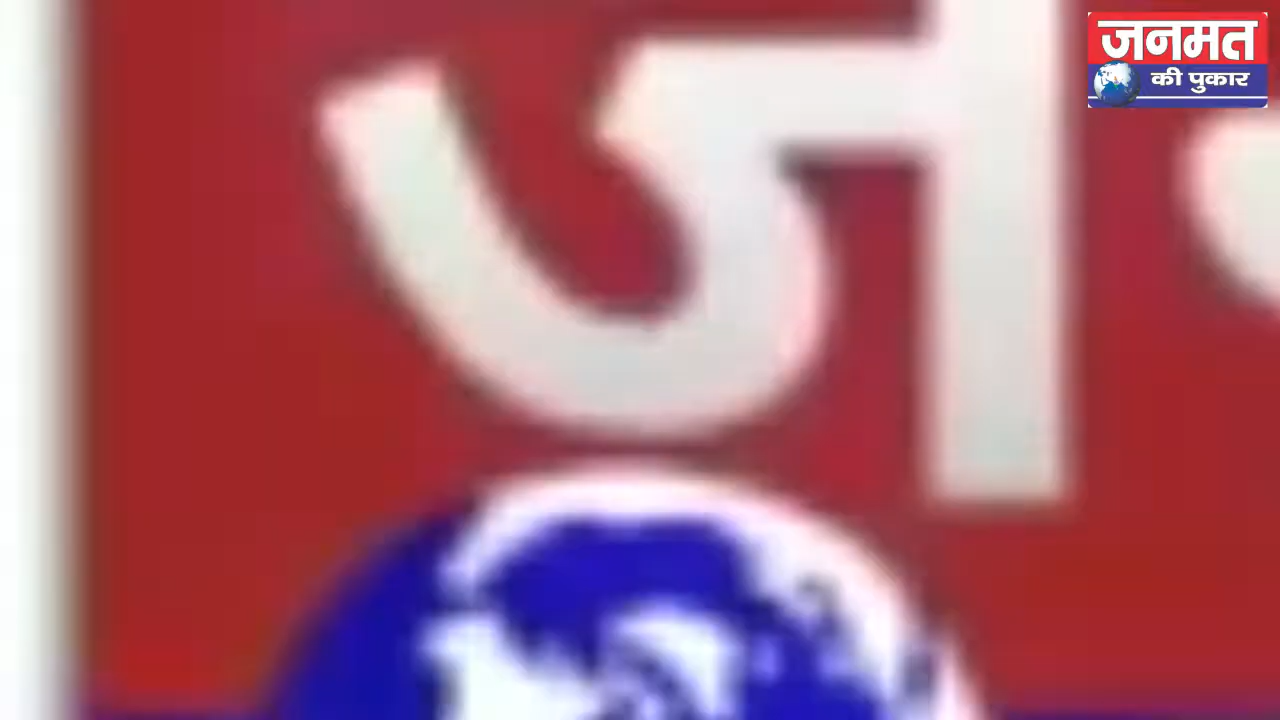 ज
जनमत
की पुकार